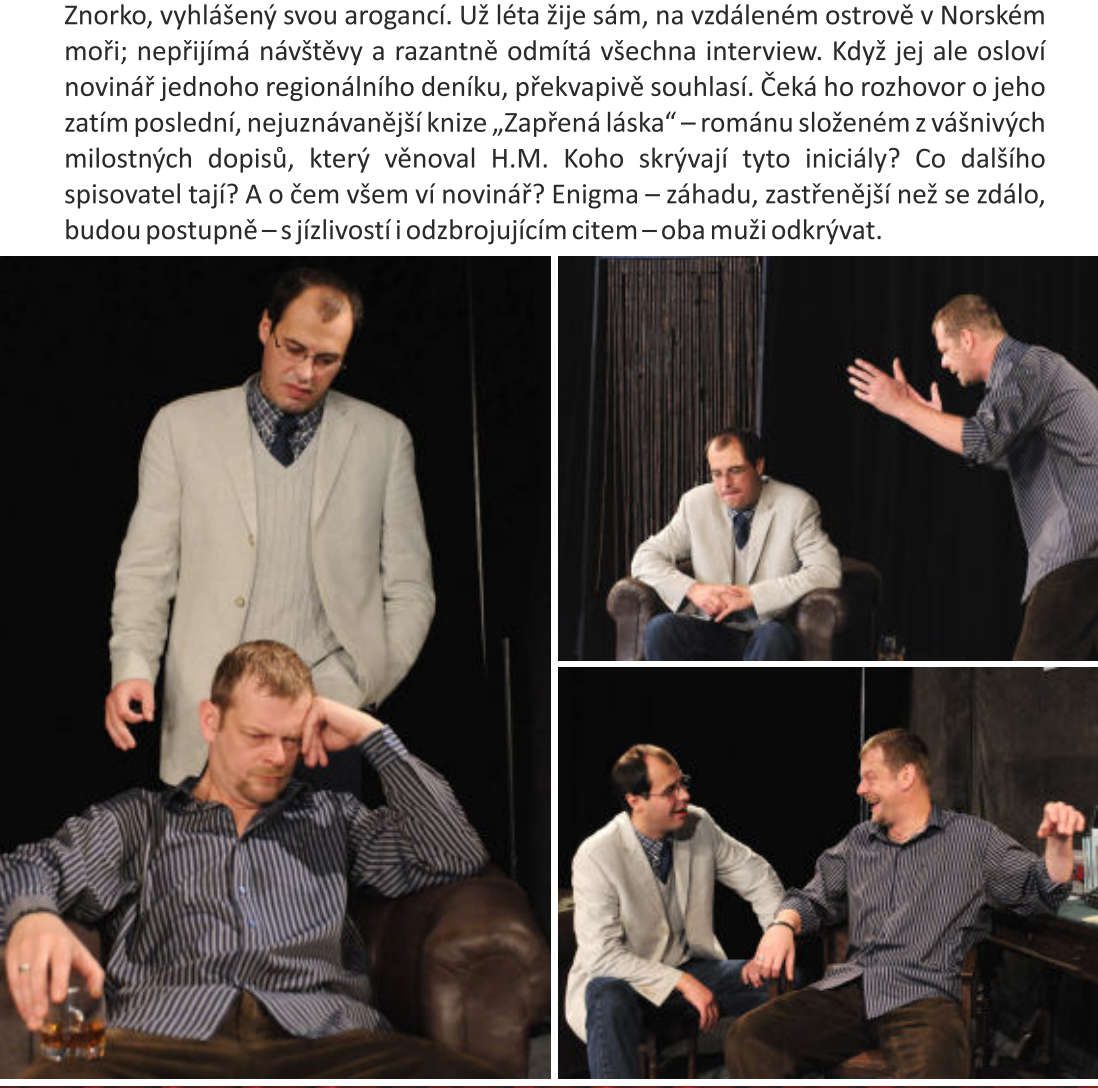 Znorko, vyhlášený svou arogancí. Už léta žije sám, na vzdáleném ostrově v Norském
moři; nepřijímá návštěvy a razantně odmítá všechna interview. Když jej ale osloví
novinář jednoho regionálního deníku, překvapivě souhlasí. Čeká ho rozhovor o jeho
zatím poslední, nejuznávanější knize „Zapřená láska“ – románu složeném z vášnivých
milostných dopisů, který věnoval H.M. Koho skrývají tyto iniciály? Co dalšího
spisovatel tají? A o čem všem ví novinář? Enigma – záhadu, zastřenější než se zdálo,
budou postupně – s jízlivostí i odzbrojujícím citem – oba muži odkrývat.